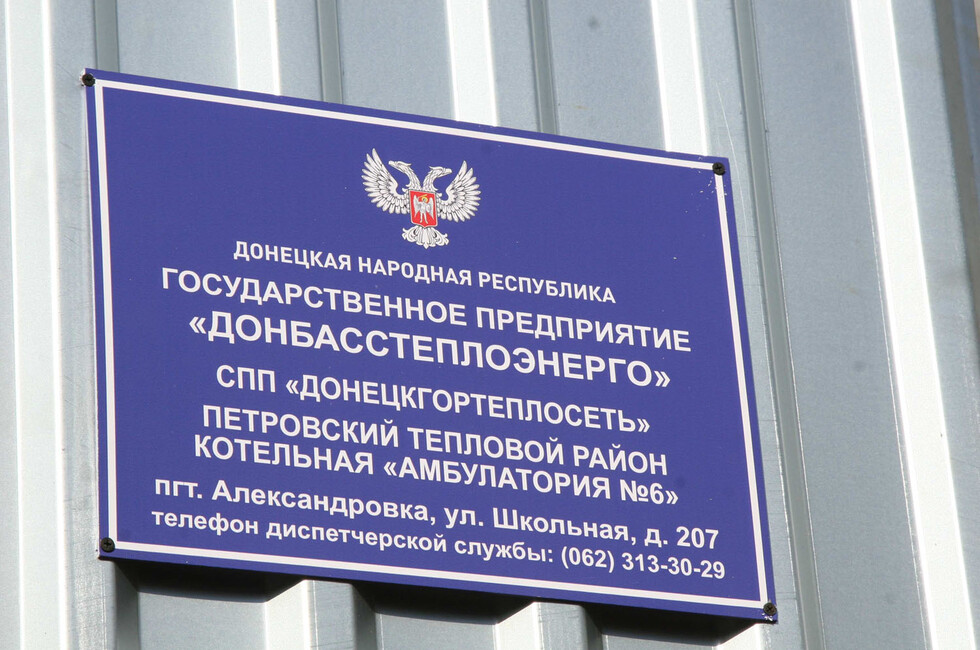 ДОНЕЦКАЯ НАРОДНАЯ РЕСПУБЛИКА
ГОСУДАРСТВЕННОЕ ПРЕДПРИЯТИЕ
«ДОНБАССТЕПЛОЭНЕРГО»
СПП «ДОНЕЦКГОРТЕПЛОСЕТЬ»
ПЕТРОВСКИЙ ТЕПЛОВОЙ РАЙОН
КОТЕЛЬНАЯ «АМБУЛАТОРИЯ №6»
пгт. Александровка, ул. Школьная, д. 207
телефон диспетчерской службы: (062) 313-30-29